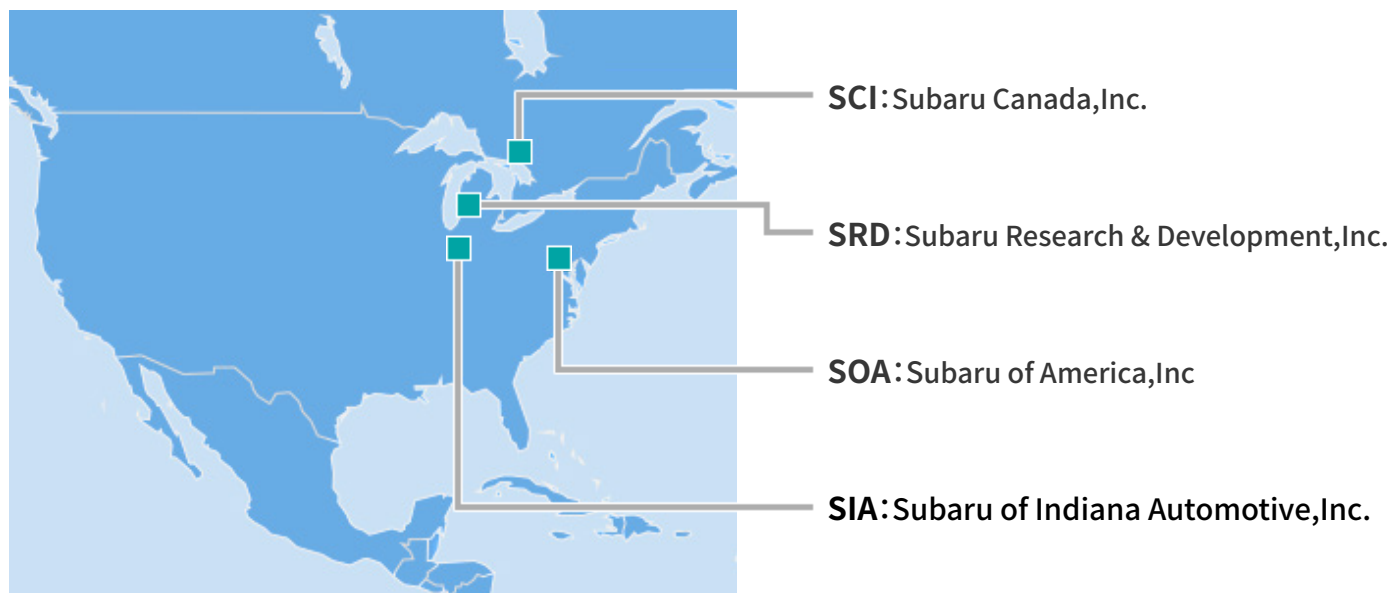 SCI:Subaru Canada,Inc.
SRD:Subaru Research & Development,Inc.
SOA:Subaru of America,Inc
SIA:Subaru of Indiana Automotive,Inc.